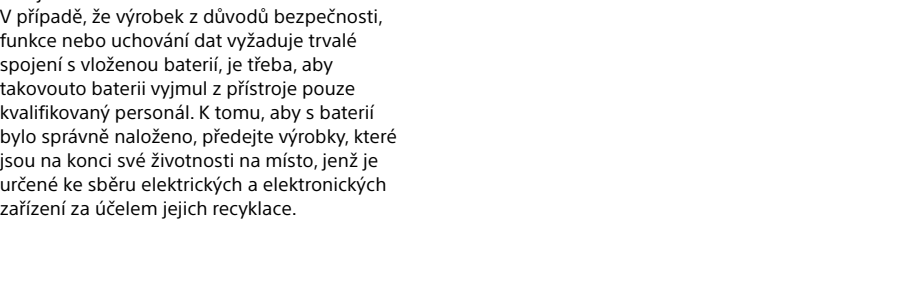 V případě, že výrobek z důvodů bezpečnosti,
funkce nebo uchování dat vyžaduje trvalé
spojení s vloženou baterií, je třeba, aby
takovouto baterii vyjmul z přístroje pouze
kvalifikovaný personál. K tomu, aby s baterií
bylo správně naloženo, předejte výrobky, které
jsou na konci své životnosti na místo, jenž je
určené ke sběru elektrických a elektronických
zařízení za účelem jejich recyklace.